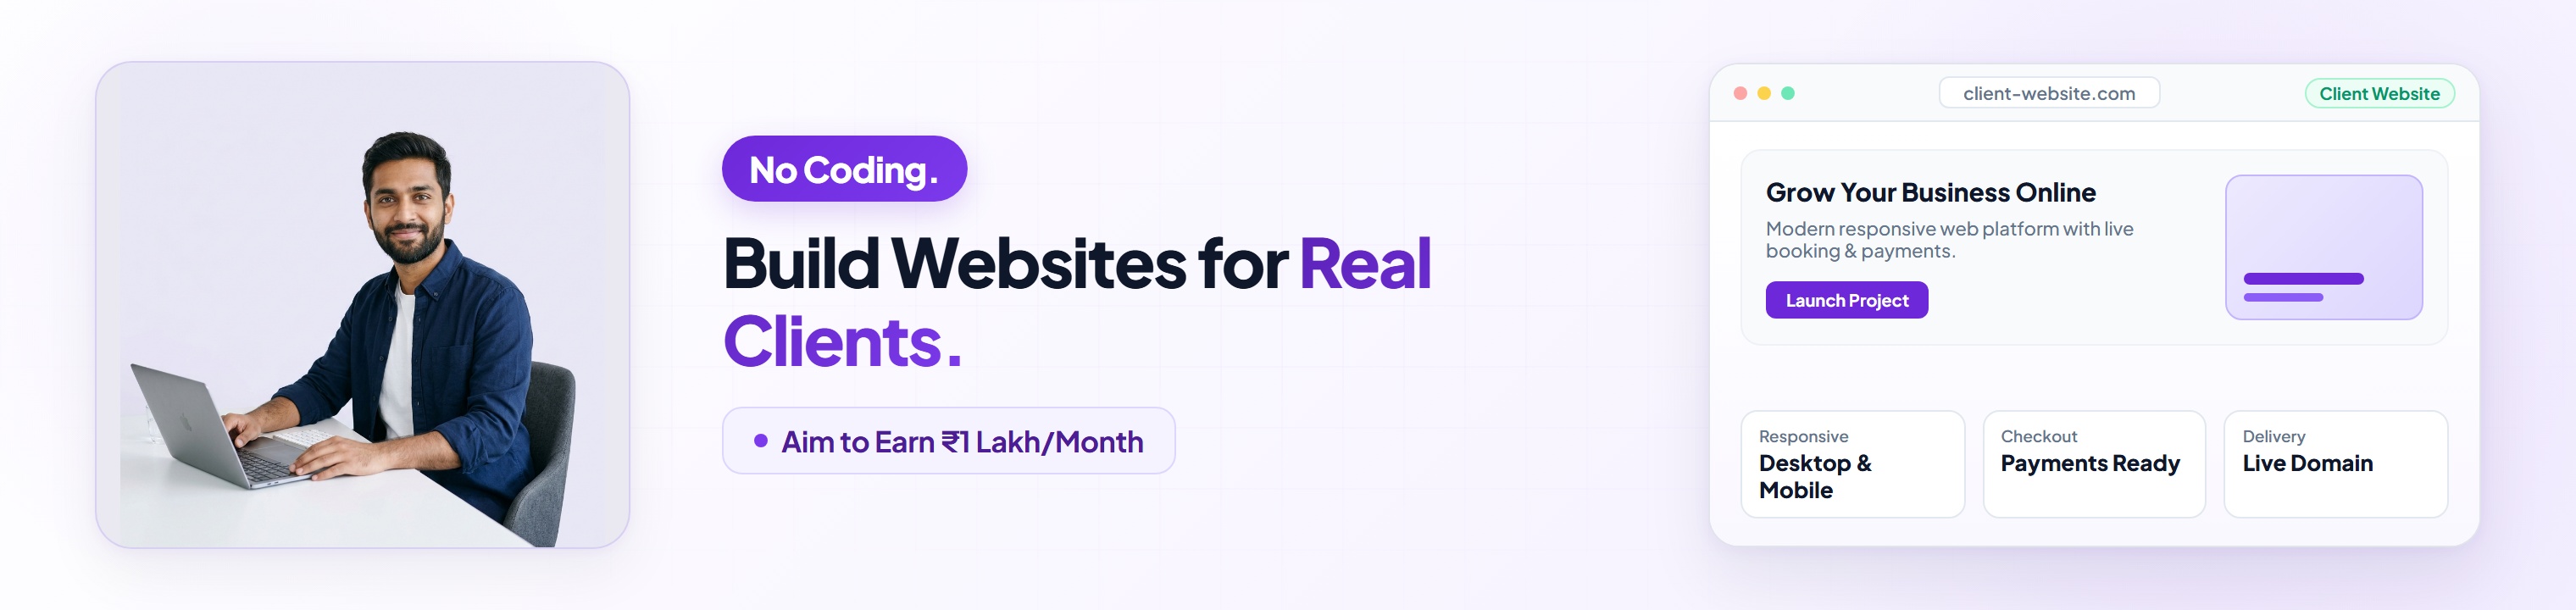 No Coding.
Build Websites for Real
Clients.
Aim to Earn ₹1 Lakh/Month
client-website.com
Client Website
Grow Your Business Online
Modern responsive web platform with live
booking & payments.
Launch Project
Responsive
Desktop &
Mobile
Checkout
Payments Ready
Delivery
Live Domain